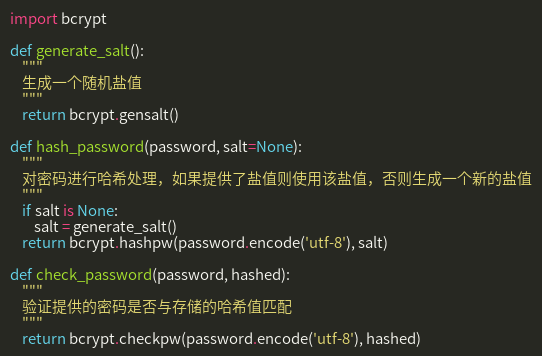 import bcrypt
def generate_salt():
"""
生成一个随机盐值
"""
return bcrypt.gensalt()
def hash_password(password, salt=None):
"""
对密码进行哈希处理，如果提供了盐值则使用该盐值，否则生成一个新的盐值
"""
if salt is None:
salt = generate_salt()
return bcrypt.hashpw(password.encode('utf-8'), salt)
def check_password(password, hashed):
"""
验证提供的密码是否与存储的哈希值匹配
"""
return bcrypt.checkpw(password.encode('utf-8'), hashed)